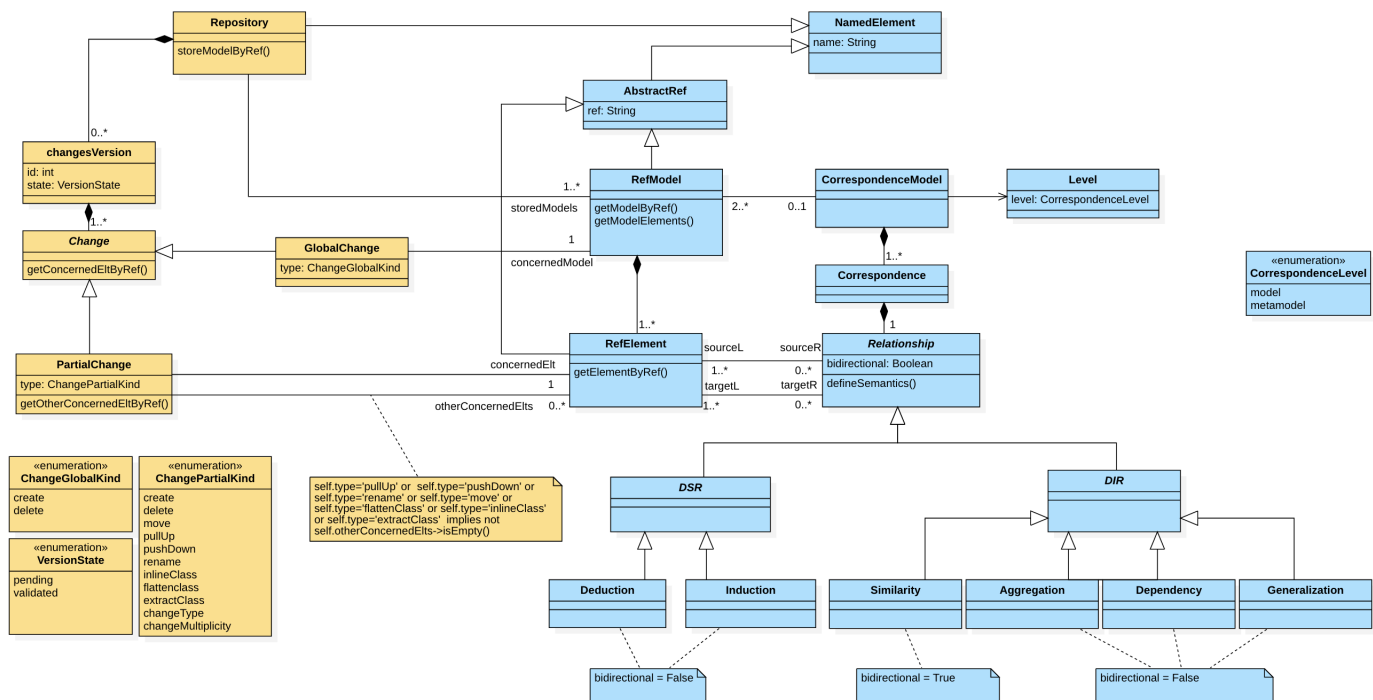 Repository
storeModelByRef()
NamedElement
name: String
AbstractRef
ref: String
0..*
changesVersion
id: int
state: VersionState
1..*
Change
getConcernedEltByRef()
GlobalChange
type: ChangeGlobalKind
1..*
storedModels
1
concernedModel
RefModel
getModelByRef()
getModelElements()
2..*
0..1
CorrespondenceModel
Level
level: CorrespondenceLevel
1..*
Correspondence
1
«enumeration»
CorrespondenceLevel
model
metamodel
1..*
PartialChange
type: ChangePartialKind
getOtherConcernedEltByRef()
concernedElt
1
otherConcernedElts
0..*
RefElement
getElementByRef()
sourceL
sourceR
1..*
0..*
targetL
targetR
1..*
0..*
Relationship
bidirectional: Boolean
defineSemantics()
«enumeration»
ChangeGlobalKind
create
delete
«enumeration»
VersionState
pending
validated
«enumeration»
ChangePartialKind
create
delete
move
pullUp
pushDown
rename
inlineClass
flattenclass
extractClass
changeType
changeMultiplicity
self.type='pullUp' or self.type='pushDown' or
self.type='rename' or self.type='move' or
self.type='flattenClass' or self.type='inlineClass'
or self.type='extractClass' implies not
self.otherConcernedElts->isEmpty()
DSR
DIR
Deduction
Induction
Similarity
Aggregation
Dependency
Generalization
bidirectional = False
bidirectional = True
bidirectional = False